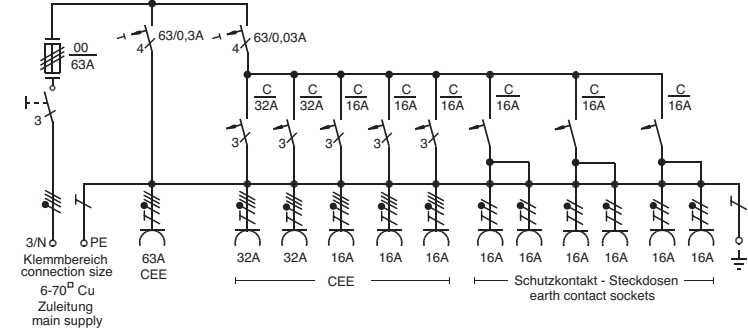 00
63A
3
63/0,3A
4
63/0,03A
4
C
32A
C
32A
C
16A
C
16A
C
16A
C
16A
C
16A
C
16A
3
3
3
3
3
3/N
PE
Klemmbereich
connection size
6-70□ Cu
Zuleitung
main supply
63A
CEE
32A
32A
16A
16A
16A
16A
16A
16A
16A
16A
16A
CEE
Schutzkontakt - Steckdosen
earth contact sockets